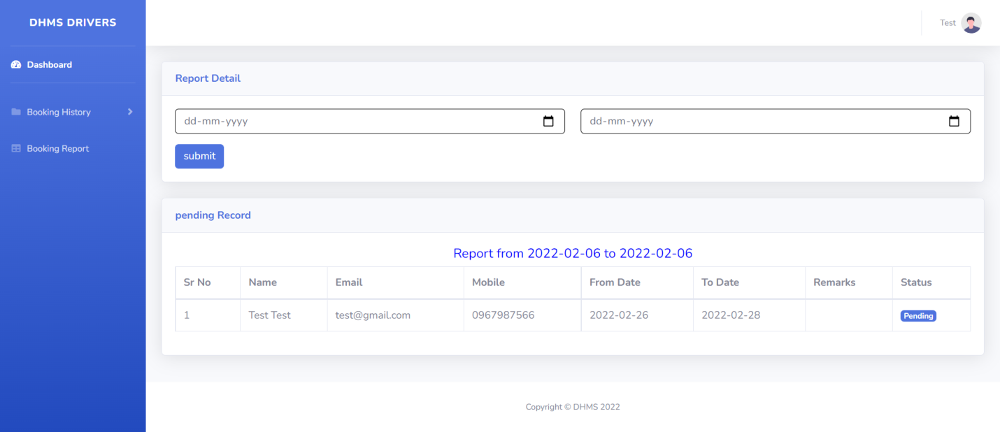 DHMS DRIVERS
Test
Dashboard
Booking History
Booking Report
Report Detail
dd-mm-yyyy dd-mm-yyyy
submit
pending Record
Report from 2022-02-06 to 2022-02-06
Sr No Name Email Mobile From Date To Date Remarks Status
1 Test Test test@gmail.com 0967987566 2022-02-26 2022-02-28 Pending
Copyright © DHMS 2022